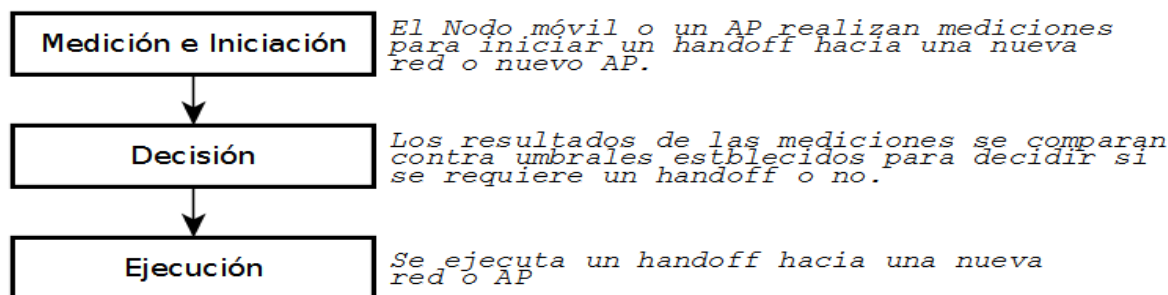 Medición e Iniciación
El Nodo móvil o un AP realizan mediciones
para iniciar un handoff hacia una nueva
red o nuevo AP.
Decisión
Los resultados de las mediciones se comparan
contra umbrales estblecidos para decidir si
se requiere un handoff o no.
Ejecución
Se ejecuta un handoff hacia una nueva
red o AP